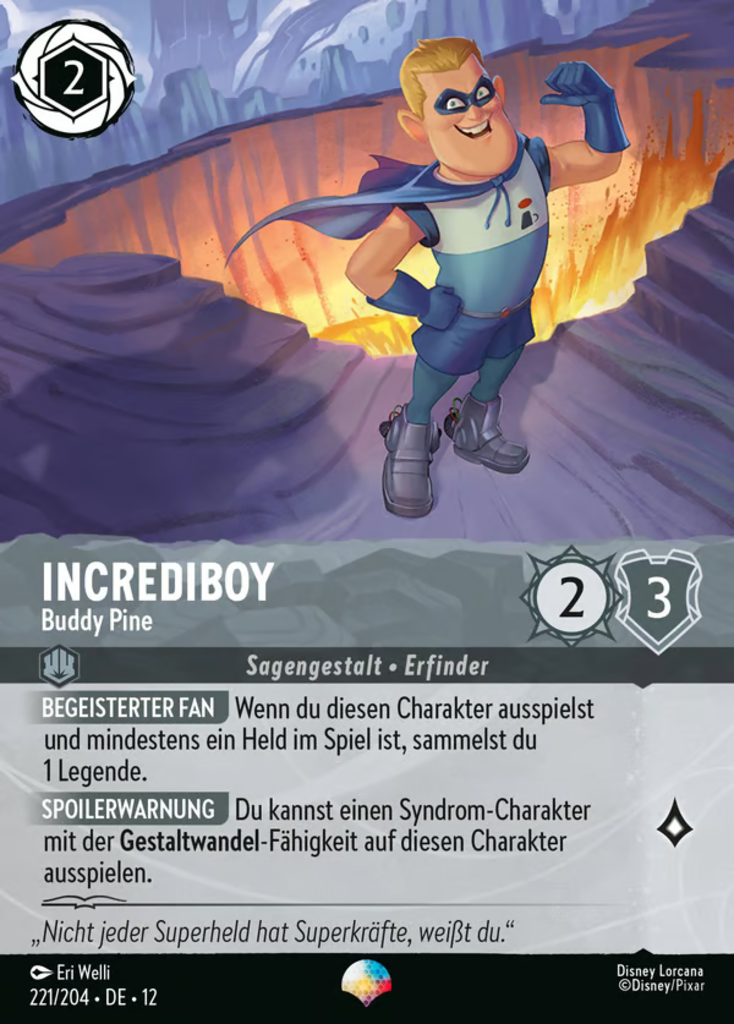 2
INCREDIBOY
Buddy Pine
2
3
Sagengestalt • Erfinder
BEGEISTERTER FAN Wenn du diesen Charakter ausspielst
und mindestens ein Held im Spiel ist, sammelst du
1 Legende.
SPOILERWARNUNG Du kannst einen Syndrom-Charakter
mit der Gestaltwandel-Fähigkeit auf diesen Charakter
ausspielen.
„Nicht jeder Superheld hat Superkräfte, weißt du.“
Eri Welli
221/204 • DE • 12
Disney Lorcana
©Disney/Pixar